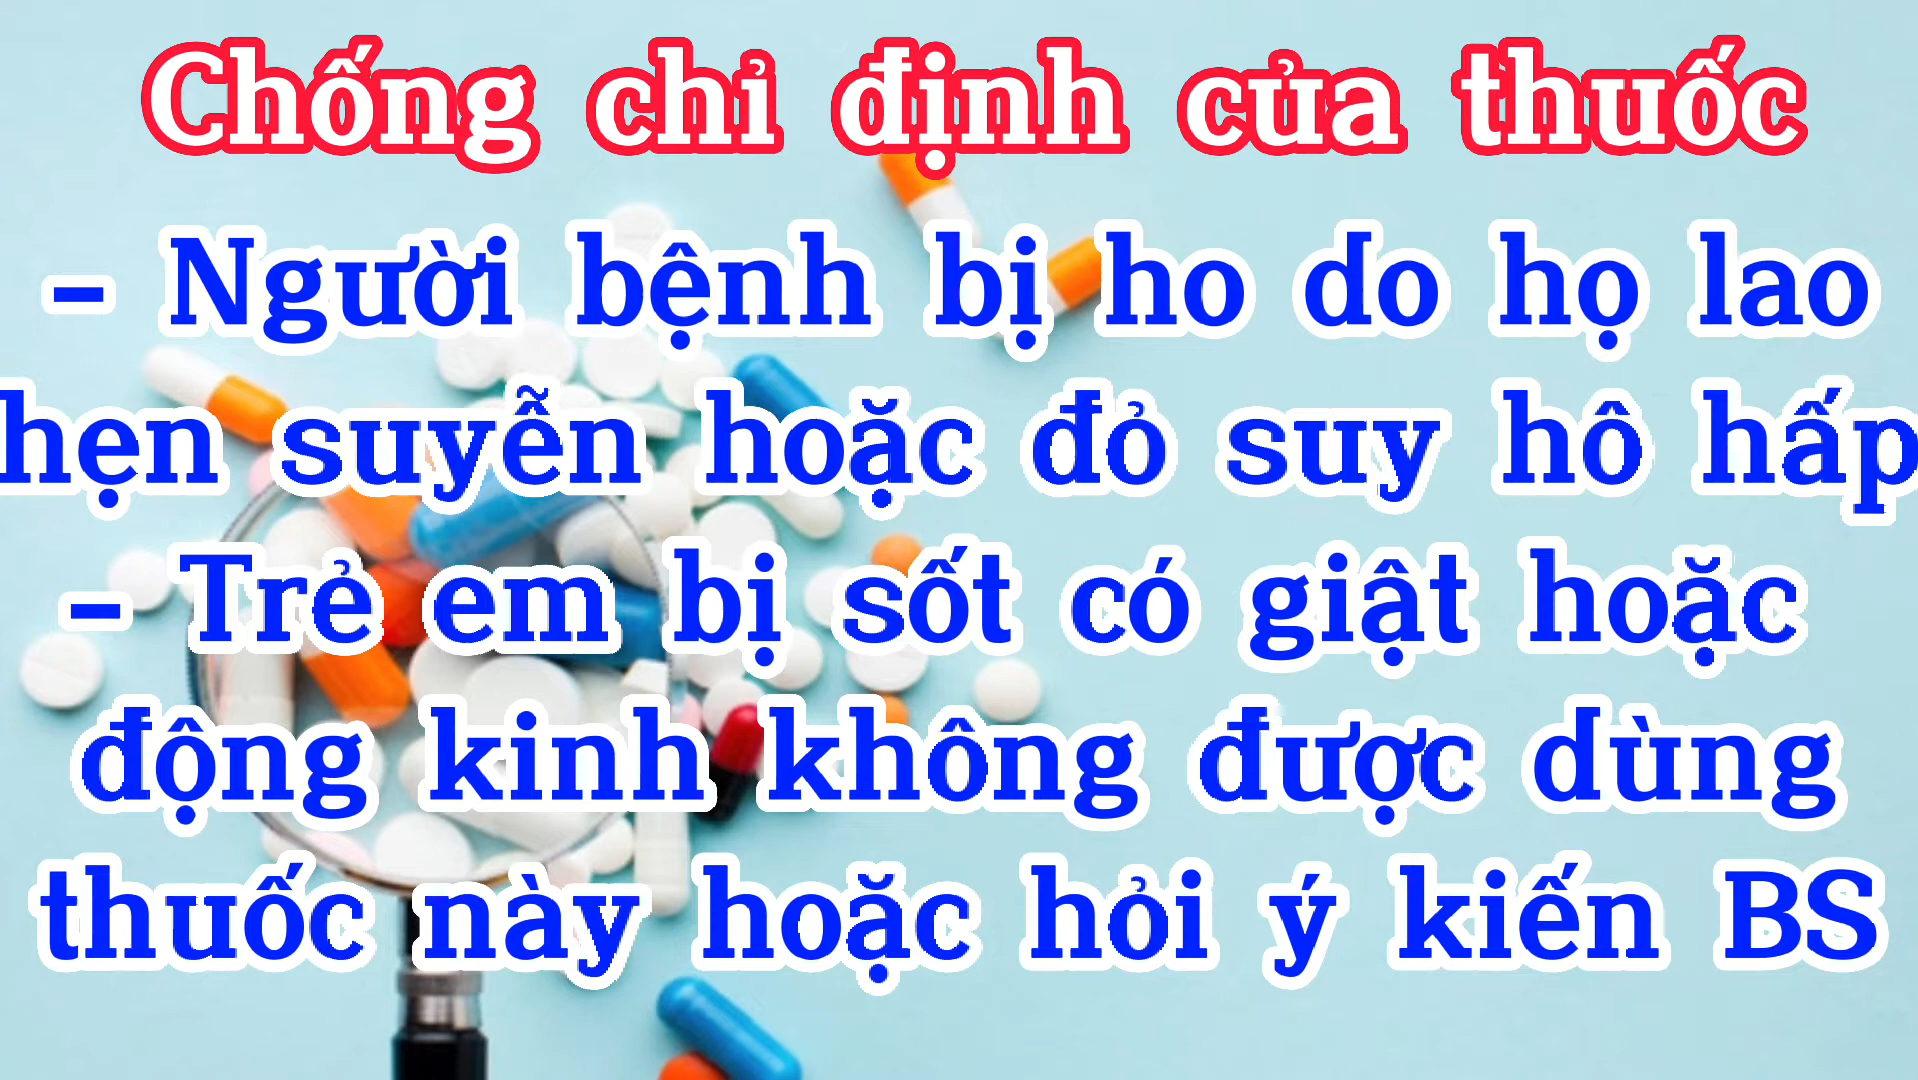 Chống chỉ định của thuốc
- Người bệnh bị ho do họ lao
hẹn suyễn hoặc đỏ suy hô hấp
- Trẻ em bị sốt có giật hoặc
động kinh không được dùng
thuốc này hoặc hỏi ý kiến BS